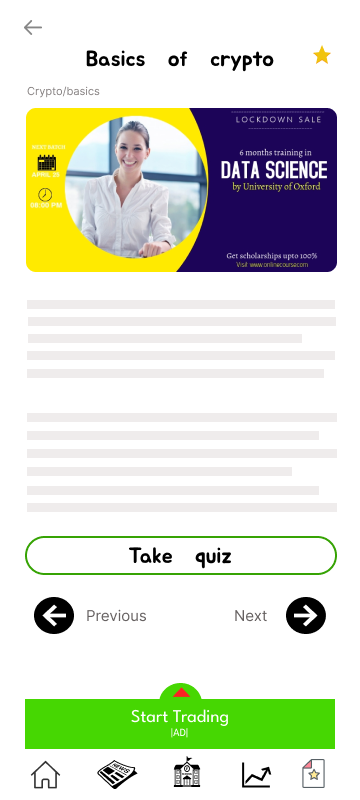 Basics of crypto
Crypto/basics
LOCKDOWN SALE
NEXT BATCH
APRIL 25
08:00 PM
6 months training in
DATA SCIENCE
by University of Oxford
Get scholarships upto 100%
Visit: www.onlinecourse.com
Take quiz
Previous
Next
Start Trading
|AD|
NEWS